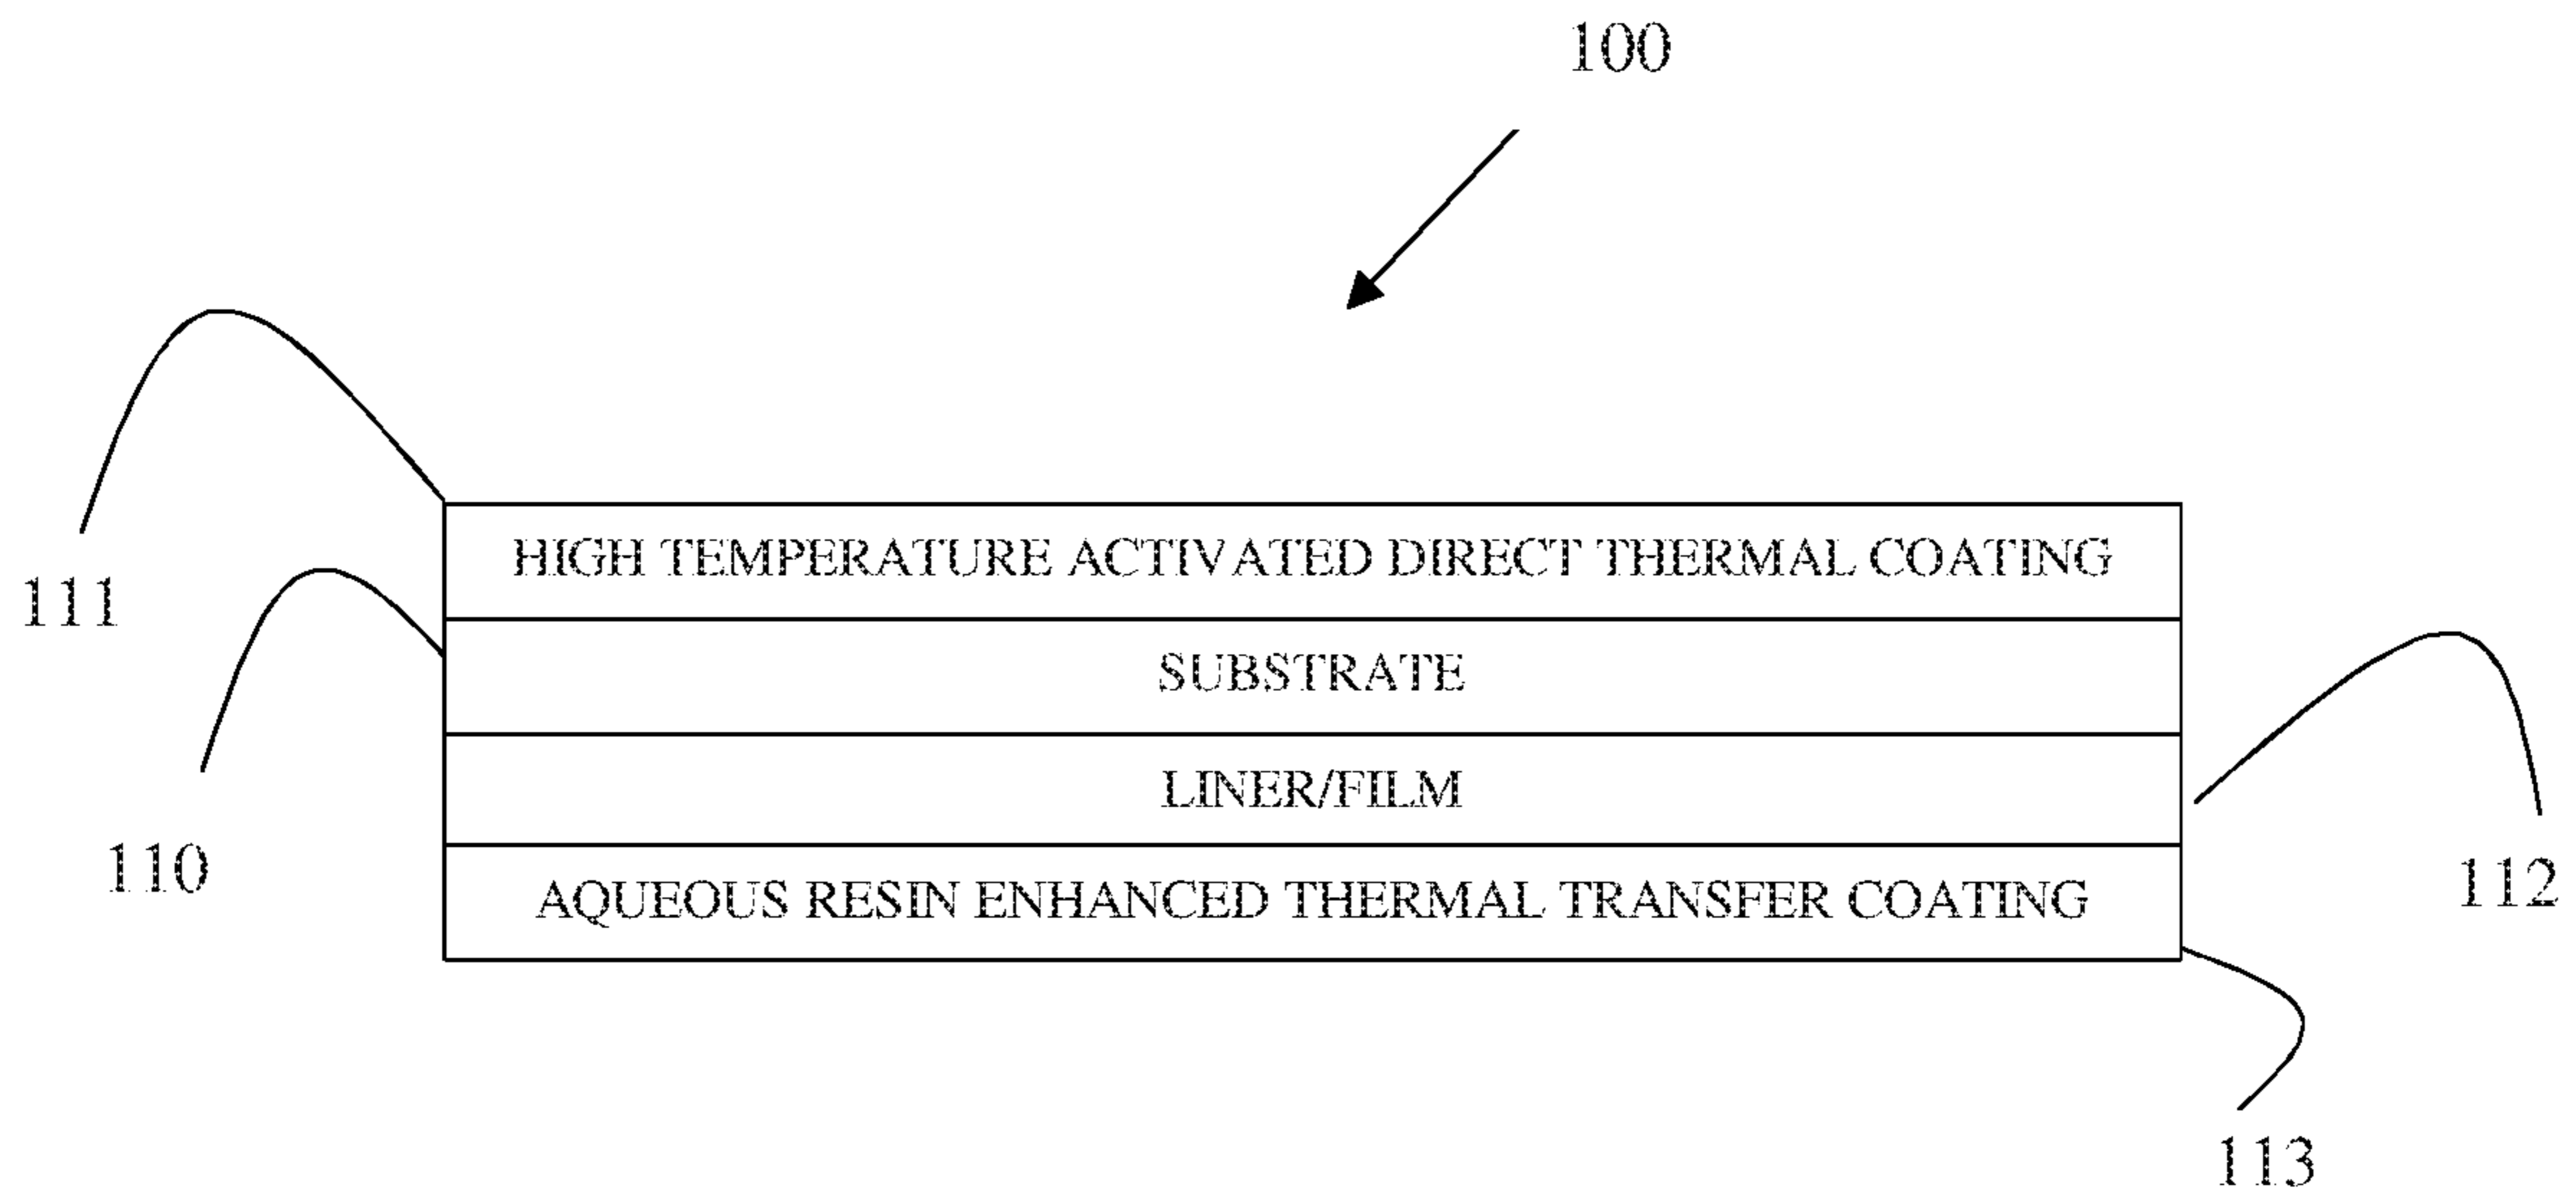 100
HIGH TEMPERATURE ACTIVATED DIRECT THERMAL COATING
111
SUBSTRATE
LINER/FILM
110
112
AQUEOUS RESIN ENHANCED THERMAL TRANSFER COATING
113